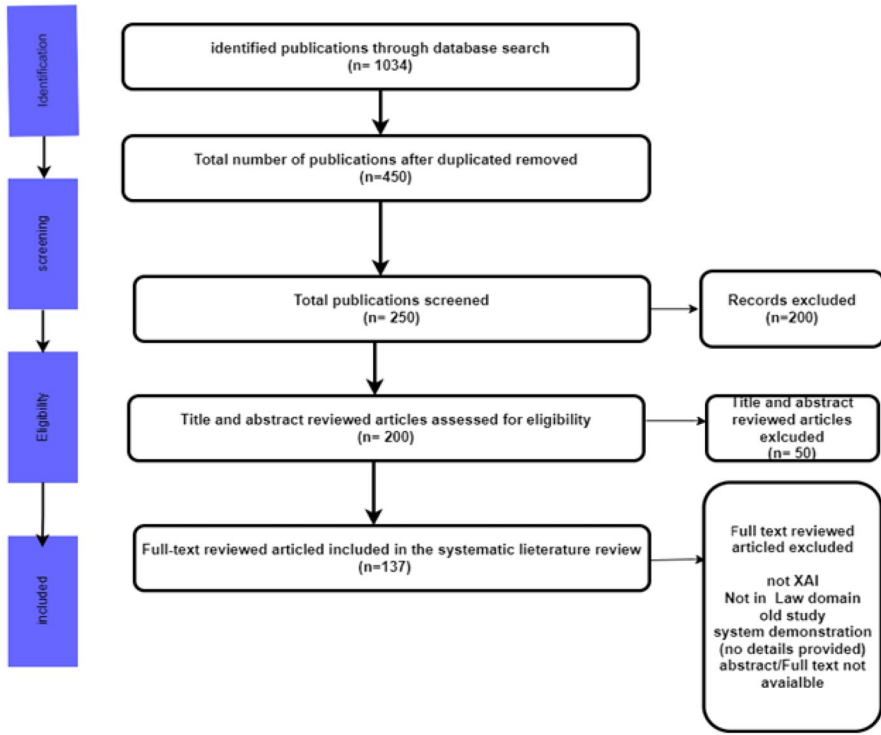 Identification
identified publications through database search
(n= 1034)
Total number of publications after duplicated removed
(n=450)
screening
Total publications screened
(n= 250)
Records excluded
(n=200)
Eligibility
Title and abstract reviewed articles assessed for eligibility
(n= 200)
Title and abstract
reviewed articles
exlcuded
(n= 50)
included
Full-text reviewed articled included in the systematic lieterature review
(n=137)
Full text reviewed
articled excluded
not XAI
Not in Law domain
old study
system demonstration
(no details provided)
abstract/Full text not
avaialble